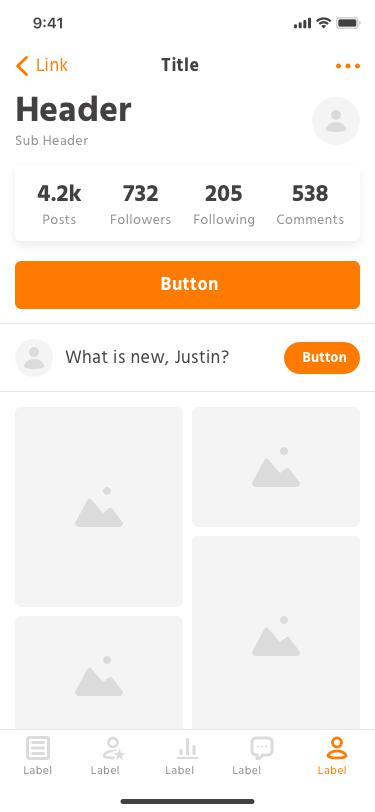 9:41
Link Title
Header
Sub Header
4.2k 732 205 538
Posts Followers Following Comments
Button
What is new, Justin? Button
Label Label Label Label Label